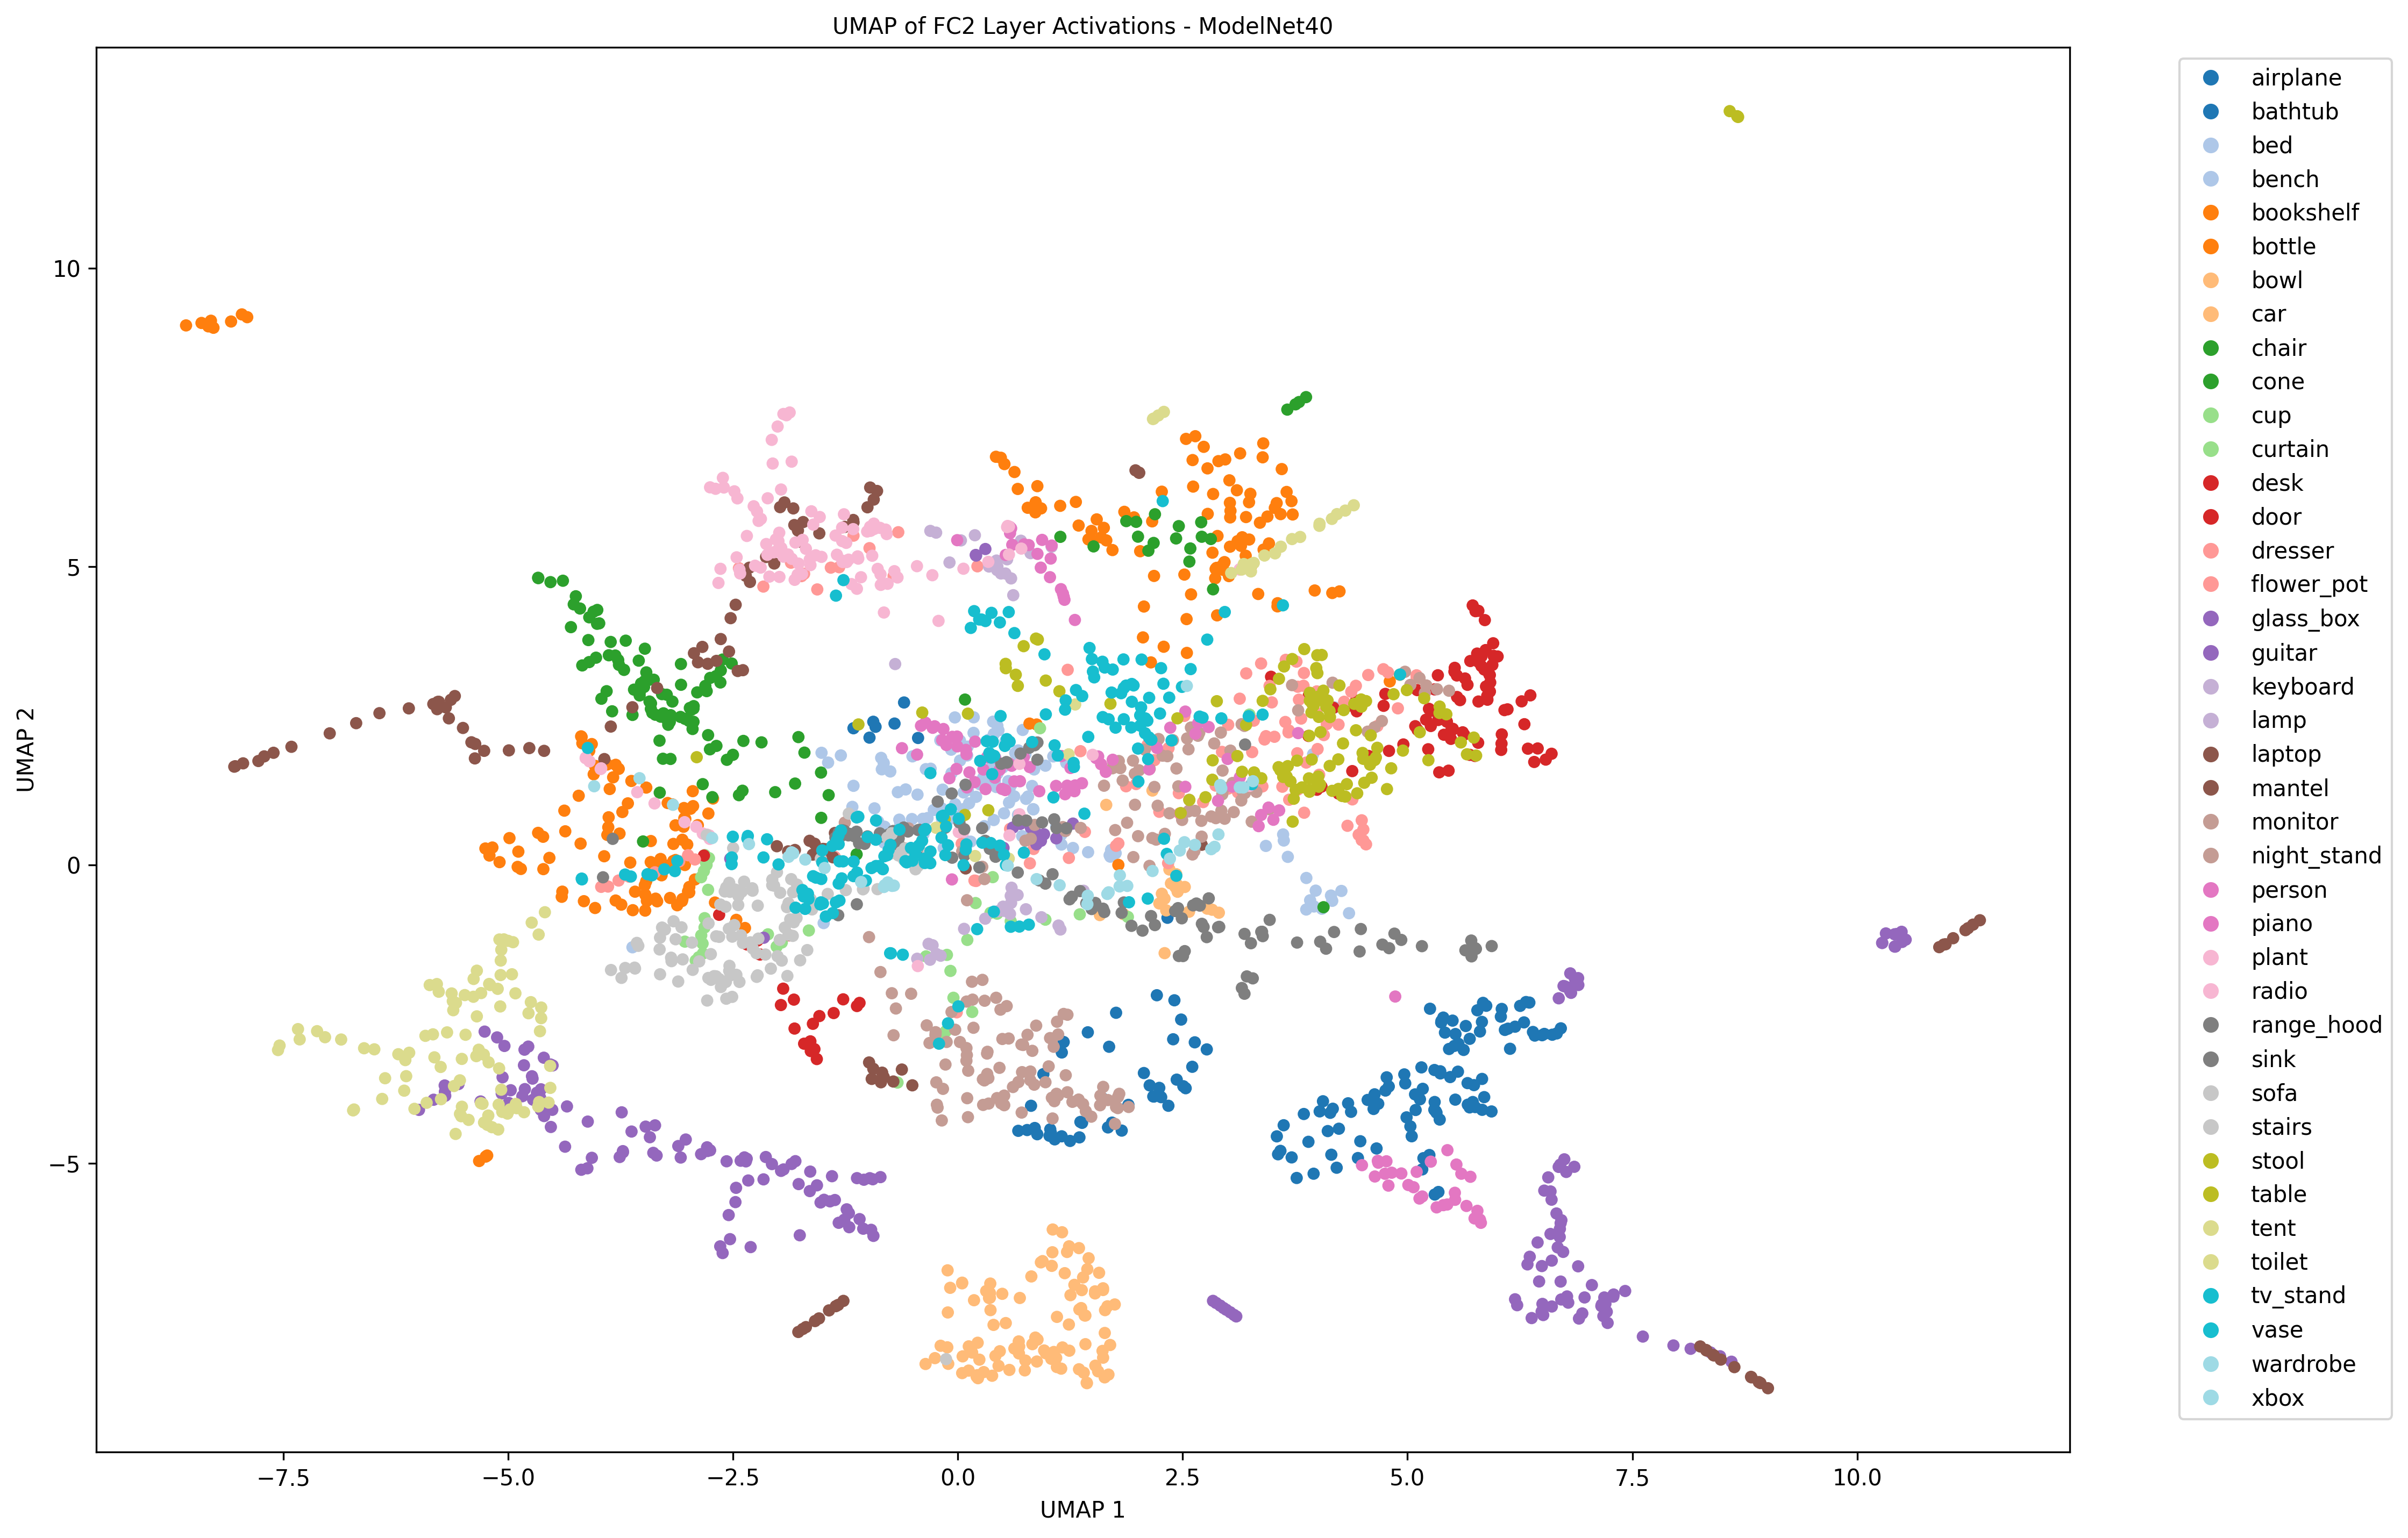 UMAP of FC2 Layer Activations - ModelNet40
UMAP 2
10
5
0
−5
−7.5
−5.0
−2.5
0.0
2.5
5.0
7.5
10.0
UMAP 1
airplane
bathtub
bed
bench
bookshelf
bottle
bowl
car
chair
cone
cup
curtain
desk
door
dresser
flower_pot
glass_box
guitar
keyboard
lamp
laptop
mantel
monitor
night_stand
person
piano
plant
radio
range_hood
sink
sofa
stairs
stool
table
tent
toilet
tv_stand
vase
wardrobe
xbox